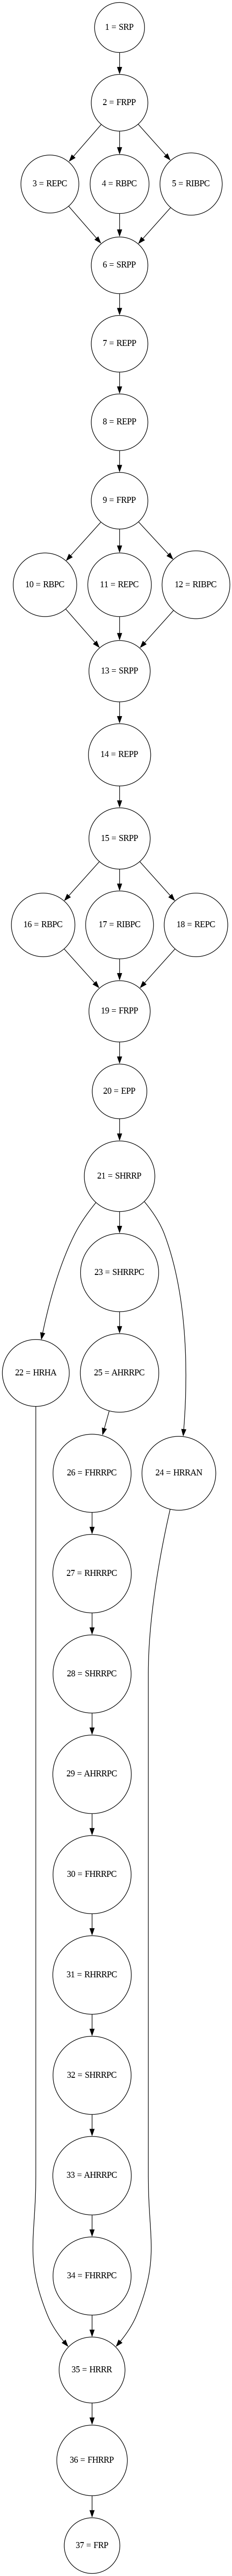 1 = SRP
2 = FRPP
3 = REPC
4 = RBPC
5 = RIBPC
6 = SRPP
7 = REPP
8 = REPP
9 = FRPP
10 = RBPC
11 = REPC
12 = RIBPC
13 = SRPP
14 = REPP
15 = SRPP
16 = RBPC
17 = RIBPC
18 = REPC
19 = FRPP
20 = EPP
21 = SHRRP
23 = SHRRPC
22 = HRHA
25 = AHRRPC
26 = FHRRPC
24 = HRRAN
27 = RHRRPC
28 = SHRRPC
29 = AHRRPC
30 = FHRRPC
31 = RHRRPC
32 = SHRRPC
33 = AHRRPC
34 = FHRRPC
35 = HRRR
36 = FHRRP
37 = FRP